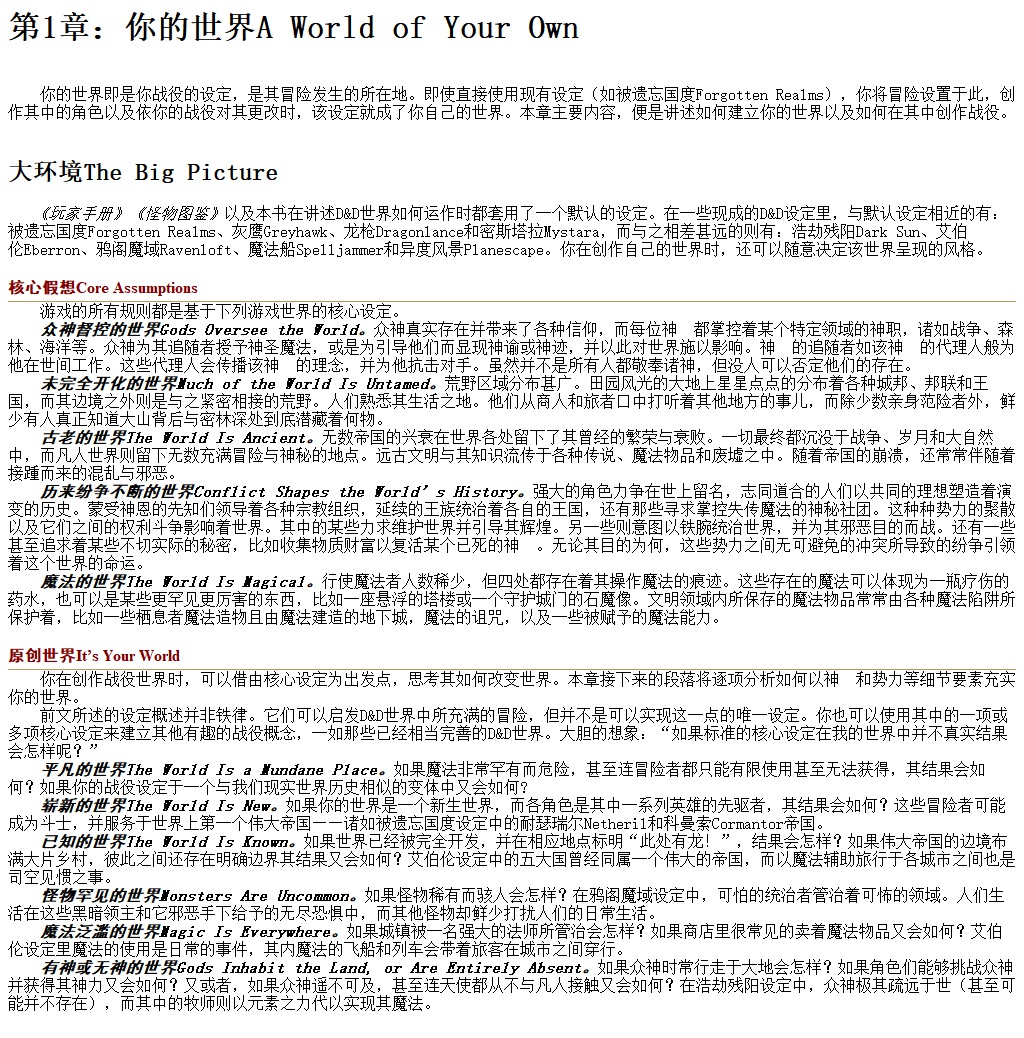 第1章：你的世界A World of Your Own
你的世界即是你战役的设定，是其冒险发生的所在地。即使直接使用现有设定（如被遗忘国度Forgotten Realms），你将冒险设置于此，创
作其中的角色以及依你的战役对其更改时，该设定就成了你自己的世界。本章主要内容，便是讲述如何建立你的世界以及如何在其中创作战役。
大环境The Big Picture
《玩家手册》《怪物图鉴》以及本书在讲述D&D世界如何运作时都套用了一个默认的设定。在一些现成的D&D设定里，与默认设定相近的有：
被遗忘国度Forgotten Realms、灰鹰Greyhawk、龙枪Dragonlance和密斯塔拉Mystara，而与之相差甚远的则有：浩劫残阳Dark Sun、艾伯
伦Eberron、鸦阁魔域Ravenloft、魔法船Spelljammer和异度风景Planescape。你在创作自己的世界时，还可以随意决定该世界呈现的风格。
核心假想Core Assumptions
游戏的所有规则都是基于下列游戏世界的核心设定。
众神督控的世界Gods Oversee the World。众神真实存在并带来了各种信仰，而每位神　都掌控着某个特定领域的神职，诸如战争、森
林、海洋等。众神为其追随者授予神圣魔法，或是为引导他们而显现神谕或神迹，并以此对世界施以影响。神　的追随者如该神　的代理人般为
他在世间工作。这些代理人会传播该神　的理念，并为他抗击对手。虽然并不是所有人都敬奉诸神，但没人可以否定他们的存在。
未完全开化的世界Much of the World Is Untamed。荒野区域分布甚广。田园风光的大地上星星点点的分布着各种城邦、邦联和王
国，而其边境之外则是与之紧密相接的荒野。人们熟悉其生活之地。他们从商人和旅者口中打听着其他地方的事儿，而除少数亲身范险者外，鲜
少有人真正知道大山背后与密林深处到底潜藏着何物。
古老的世界The World Is Ancient。无数帝国的兴衰在世界各处留下了其曾经的繁荣与衰败。一切最终都沉没于战争、岁月和大自然
中，而凡人世界则留下无数充满冒险与神秘的地点。远古文明与其知识流传于各种传说、魔法物品和废墟之中。随着帝国的崩溃，还常常伴随着
接踵而来的混乱与邪恶。
历来纷争不断的世界Conflict Shapes the World’s History。强大的角色力争在世上留名，志同道合的人们以共同的理想塑造着演
变的历史。蒙受神恩的先知们领导着各种宗教组织，延续的王族统治着各自的王国，还有那些寻求掌控失传魔法的神秘社团。这种种势力的聚散
以及它们之间的权利斗争影响着世界。其中的某些力求维护世界并引导其辉煌。另一些则意图以铁腕统治世界，并为其邪恶目的而战。还有一些
甚至追求着某些不切实际的秘密，比如收集物质财富以复活某个已死的神　。无论其目的为何，这些势力之间无可避免的冲突所导致的纷争引领
着这个世界的命运。
魔法的世界The World Is Magical。行使魔法者人数稀少，但四处都存在着其操作魔法的痕迹。这些存在的魔法可以体现为一瓶疗伤的
药水，也可以是某些更罕见更厉害的东西，比如一座悬浮的塔楼或一个守护城门的石魔像。文明领域内所保存的魔法物品常常由各种魔法陷阱所
保护着，比如一些栖息者魔法造物且由魔法建造的地下城，魔法的诅咒，以及一些被赋予的魔法能力。
原创世界It’s Your World
你在创作战役世界时，可以借由核心设定为出发点，思考其如何改变世界。本章接下来的段落将逐项分析如何以神　和势力等细节要素充实
你的世界。
前文所述的设定概述并非铁律。它们可以启发D&D世界中所充满的冒险，但并不是可以实现这一点的唯一设定。你也可以使用其中的一项或
多项核心设定来建立其他有趣的战役概念，一如那些已经相当完善的D&D世界。大胆的想象：“如果标准的核心设定在我的世界中并不真实结果
会怎样呢？”
平凡的世界The World Is a Mundane Place。如果魔法非常罕有而危险，甚至连冒险者都只能有限使用甚至无法获得，其结果会如
何？如果你的战役设定于一个与我们现实世界历史相似的变体中又会如何？
崭新的世界The World Is New。如果你的世界是一个新生世界，而各角色是其中一系列英雄的先驱者，其结果会如何？这些冒险者可能
成为斗士，并服务于世界上第一个伟大帝国——诸如被遗忘国度设定中的耐瑟瑞尔Netheril和科曼索Cormantor帝国。
已知的世界The World Is Known。如果世界已经被完全开发，并在相应地点标明“此处有龙！”，结果会怎样？如果伟大帝国的边境布
满大片乡村，彼此之间还存在明确边界其结果又会如何？艾伯伦设定中的五大国曾经同属一个伟大的帝国，而以魔法辅助旅行于各城市之间也是
司空见惯之事。
怪物罕见的世界Monsters Are Uncommon。如果怪物稀有而骇人会怎样？在鸦阁魔域设定中，可怕的统治者管治着可怖的领域。人们生
活在这些黑暗领主和它邪恶手下给予的无尽恐惧中，而其他怪物却鲜少打扰人们的日常生活。
魔法泛滥的世界Magic Is Everywhere。如果城镇被一名强大的法师所管治会怎样？如果商店里很常见的卖着魔法物品又会如何？艾伯
伦设定里魔法的使用是日常的事件，其内魔法的飞船和列车会带着旅客在城市之间穿行。
有神或无神的世界Gods Inhabit the Land, or Are Entirely Absent。如果众神时常行走于大地会怎样？如果角色们能够挑战众神
并获得其神力又会如何？又或者，如果众神遥不可及，甚至连天使都从不与凡人接触又会如何？在浩劫残阳设定中，众神极其疏远于世（甚至可
能并不存在），而其中的牧师则以元素之力代以实现其魔法。